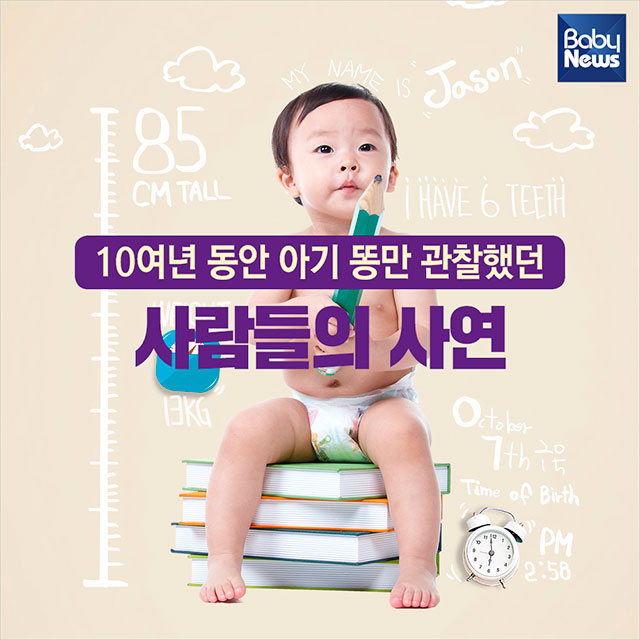 Baby
News
MY NAME IS "Jason"
85
CM TALL
I HAVE 6 TEETH
10여년 동안 아기 똥만 관찰했던
사람들의 사연
WEIGHT
13KG
October
7th 2015
Time of Birth
PM
2:58